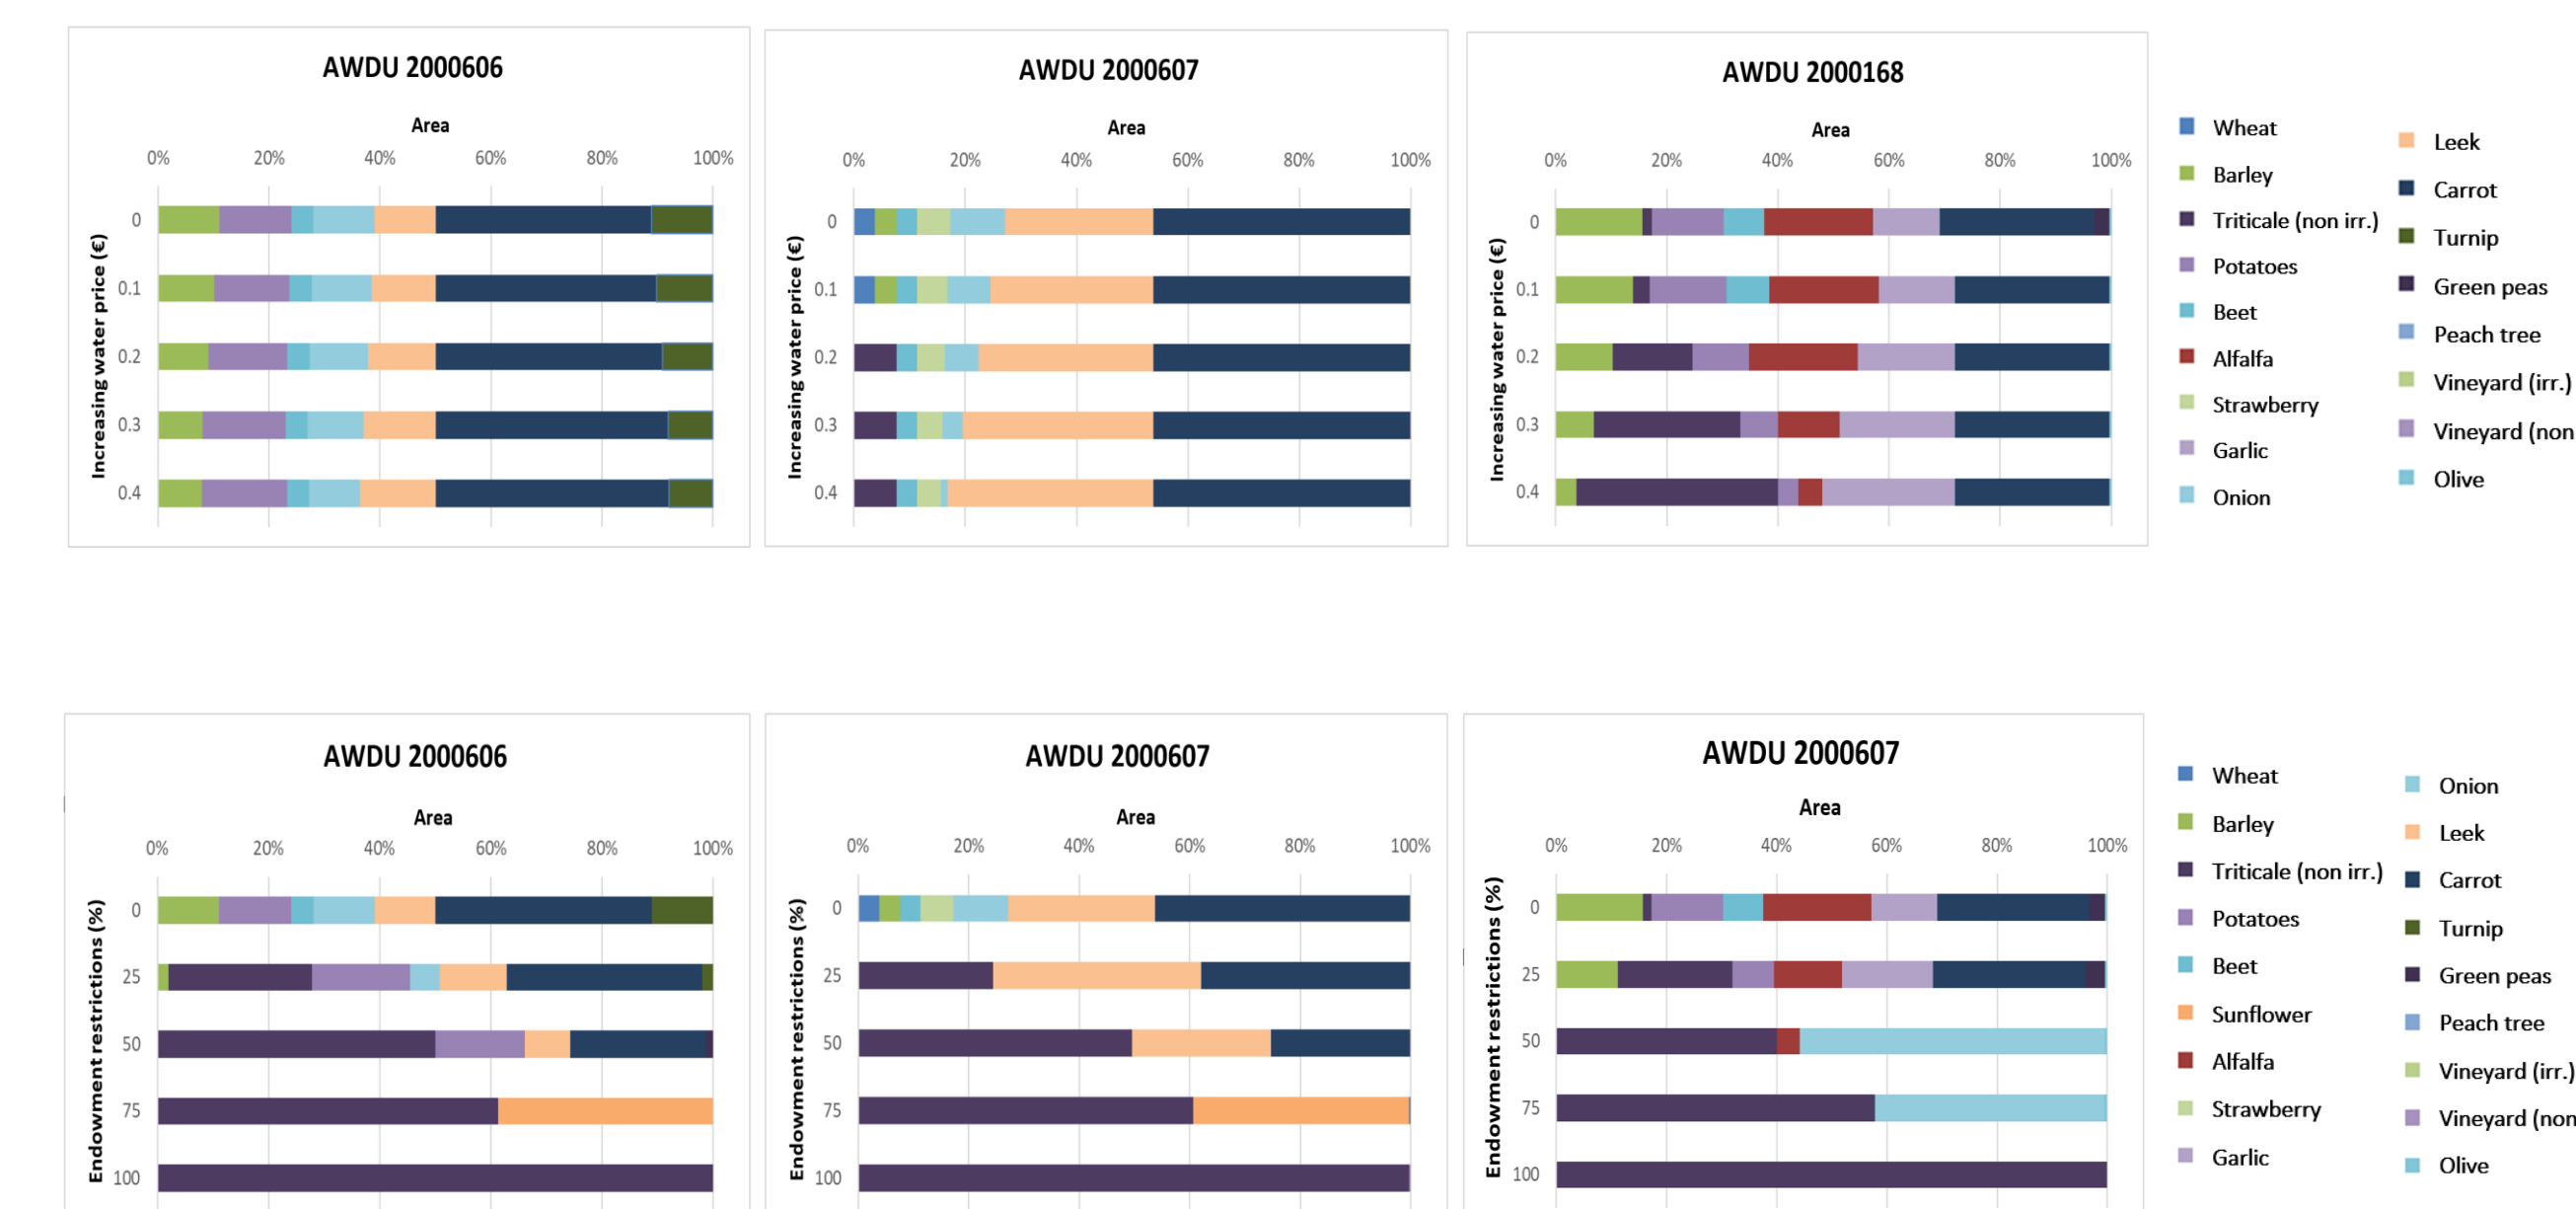 AWDU 2000606
Area
0% 20% 40% 60% 80% 100%
Increasing water price (€)
0
0.1
0.2
0.3
0.4
AWDU 2000607
Area
0% 20% 40% 60% 80% 100%
Increasing water price (€)
0
0.1
0.2
0.3
0.4
AWDU 2000168
Area
0% 20% 40% 60% 80% 100%
Increasing water price (€)
0
0.1
0.2
0.3
0.4
Wheat
Barley
Triticale (non irr.)
Potatoes
Beet
Alfalfa
Strawberry
Garlic
Onion
Leek
Carrot
Turnip
Green peas
Peach tree
Vineyard (irr.)
Vineyard (non
Olive
AWDU 2000606
Area
0% 20% 40% 60% 80% 100%
Endowment restrictions (%)
0
25
50
75
100
AWDU 2000607
Area
0% 20% 40% 60% 80% 100%
Endowment restrictions (%)
0
25
50
75
100
AWDU 2000607
Area
0% 20% 40% 60% 80% 100%
Endowment restrictions (%)
0
25
50
75
100
Wheat
Barley
Triticale (non irr.)
Potatoes
Beet
Sunflower
Alfalfa
Strawberry
Garlic
Onion
Leek
Carrot
Turnip
Green peas
Peach tree
Vineyard (irr.)
Vineyard (non
Olive